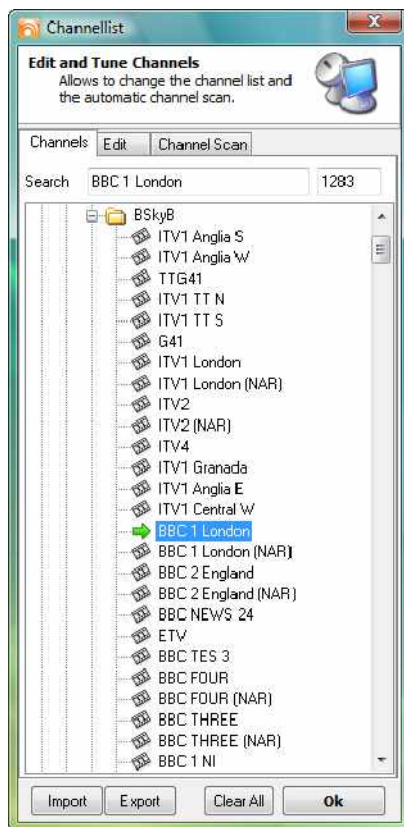 Channellist
Edit and Tune Channels
Allows to change the channel list and
the automatic channel scan.
Channels Edit Channel Scan
Search BBC 1 London 1283
BSkyB
ITV1 Anglia S
ITV1 Anglia W
TTG41
ITV1 TT N
ITV1 TT S
G41
ITV1 London
ITV1 London (NAR)
ITV2
ITV2 (NAR)
ITV4
ITV1 Granada
ITV1 Anglia E
ITV1 Central W
BBC 1 London
BBC 1 London (NAR)
BBC 2 England
BBC 2 England (NAR)
BBC NEWS 24
ETV
BBC TES 3
BBC FOUR
BBC FOUR (NAR)
BBC THREE
BBC THREE (NAR)
BBC 1 NI
Import Export Clear All Ok